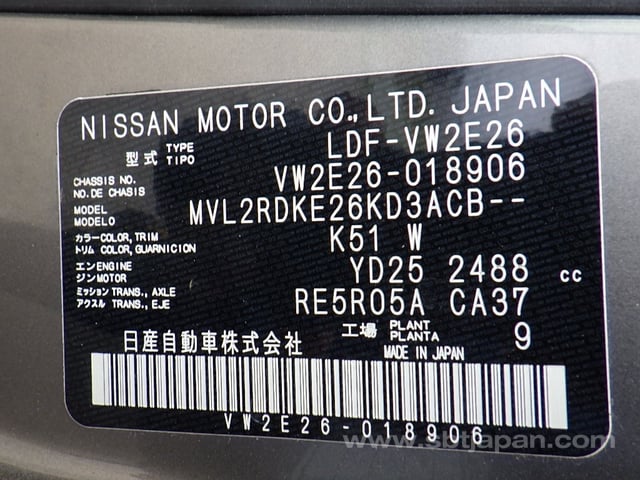 NISSAN MOTOR CO.,LTD. JAPAN
型式 TYPE TIPO LDF-VW2E26
CHASSIS NO. NO.DE CHASIS VW2E26-018906
MODEL MODELO MVL2RDKE26KD3ACB--
カラー COLOR, TRIM トリム COLOR, GUARNICION K51 W
エンジン ENGINE MOTOR YD25 2488 cc
ミッション TRANS., AXLE アクスル TRANS., EJE RE5R05A CA37
日産自動車株式会社 工場 PLANT PLANTA 9
MADE IN JAPAN
VW2E26-018906
www.sbtjapan.com